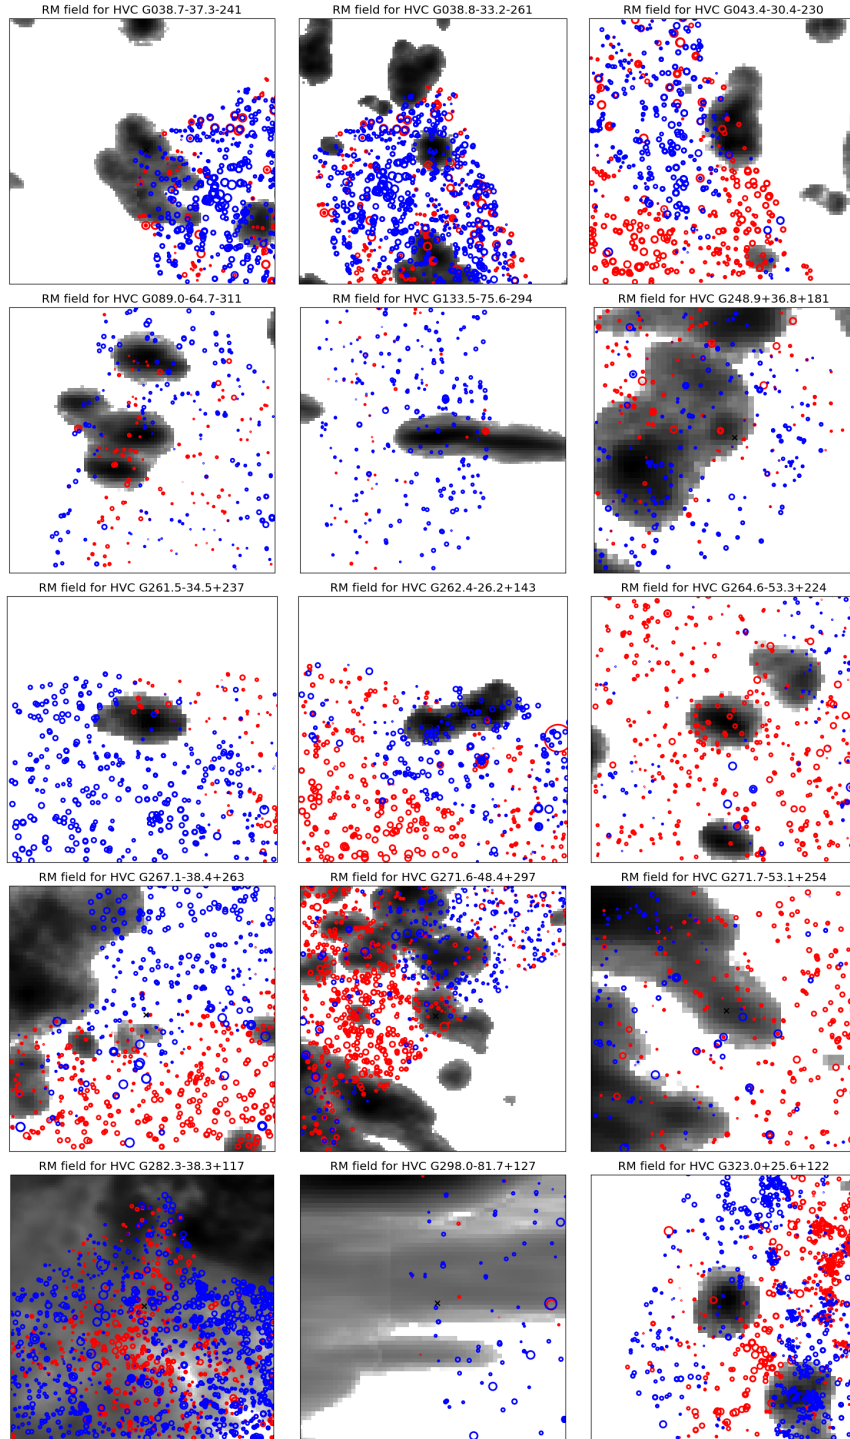 RM field for HVC G038.7-37.3-241
RM field for HVC G038.8-33.2-261
RM field for HVC G043.4-30.4-230
RM field for HVC G089.0-64.7-311
RM field for HVC G133.5-75.6-294
RM field for HVC G248.9+36.8+181
RM field for HVC G261.5-34.5+237
RM field for HVC G262.4-26.2+143
RM field for HVC G264.6-53.3+224
RM field for HVC G267.1-38.4+263
RM field for HVC G271.6-48.4+297
RM field for HVC G271.7-53.1+254
RM field for HVC G282.3-38.3+117
RM field for HVC G298.0-81.7+127
RM field for HVC G323.0+25.6+122